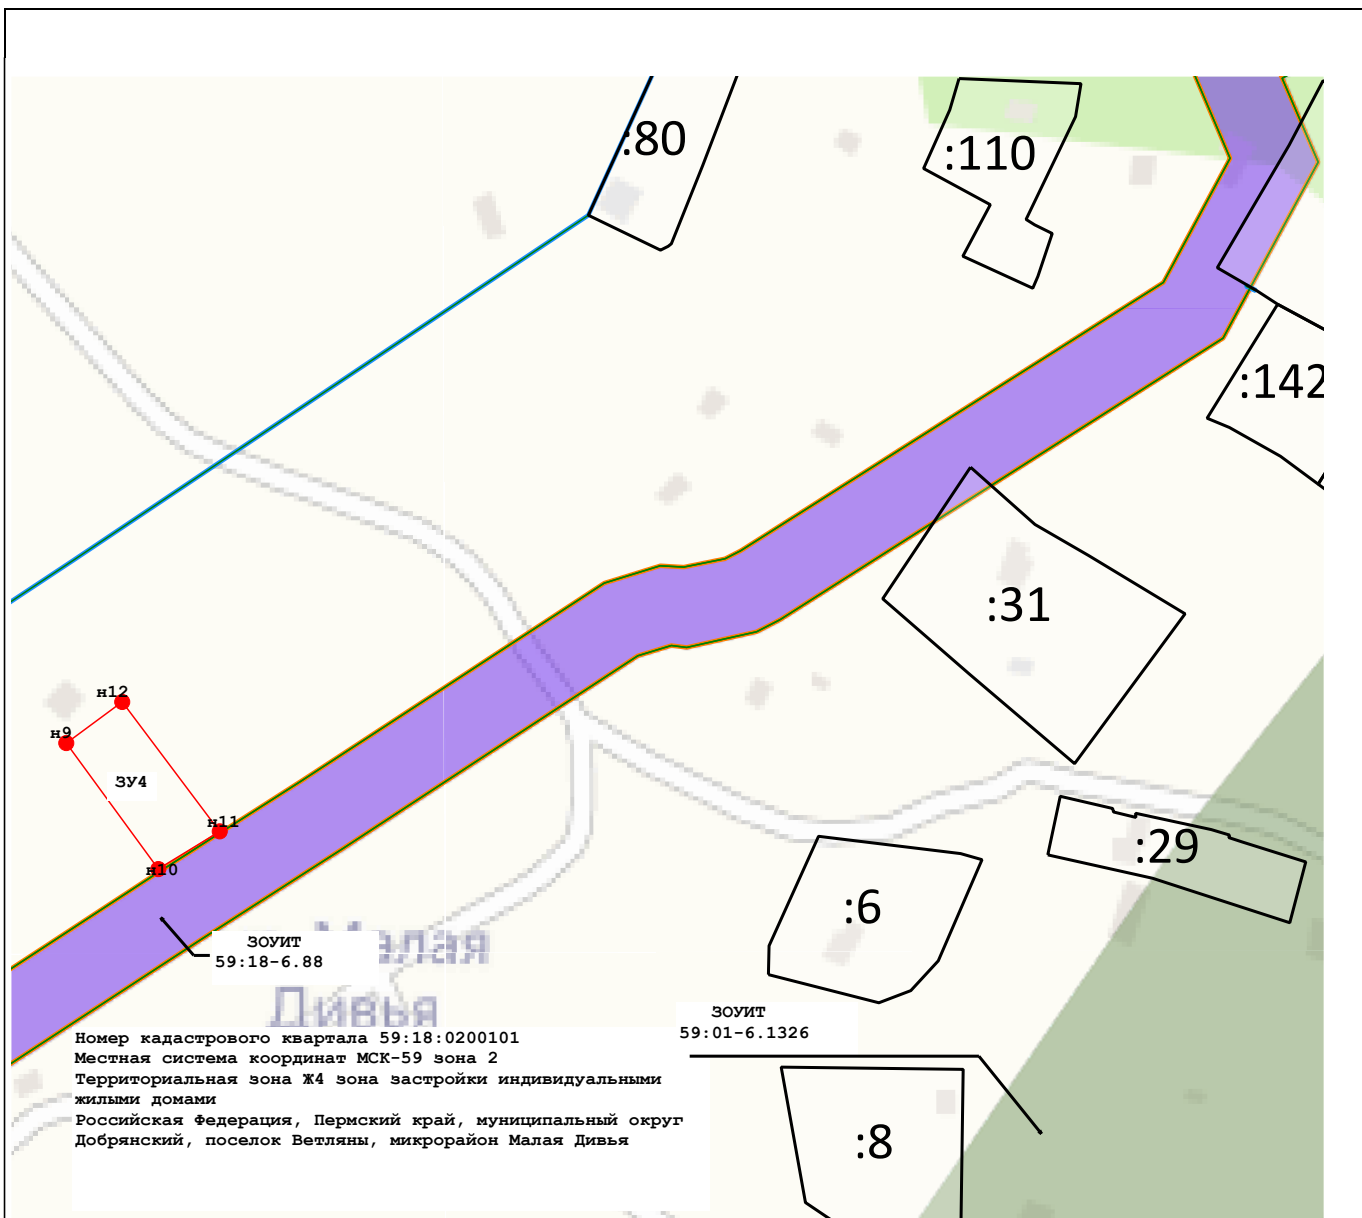 :80
:110
:142
:31
н12
н9
ЗУ4
н11
н10
:29
:6
Малая
Дивья
ЗОУИТ
59:18-6.88
ЗОУИТ
59:01-6.1326
Номер кадастрового квартала 59:18:0200101
Местная система координат МСК-59 зона 2
Территориальная зона Ж4 зона застройки индивидуальными
жилыми домами
Российская Федерация, Пермский край, муниципальный округ
Добрянский, поселок Ветляны, микрорайон Малая Дивья
:8